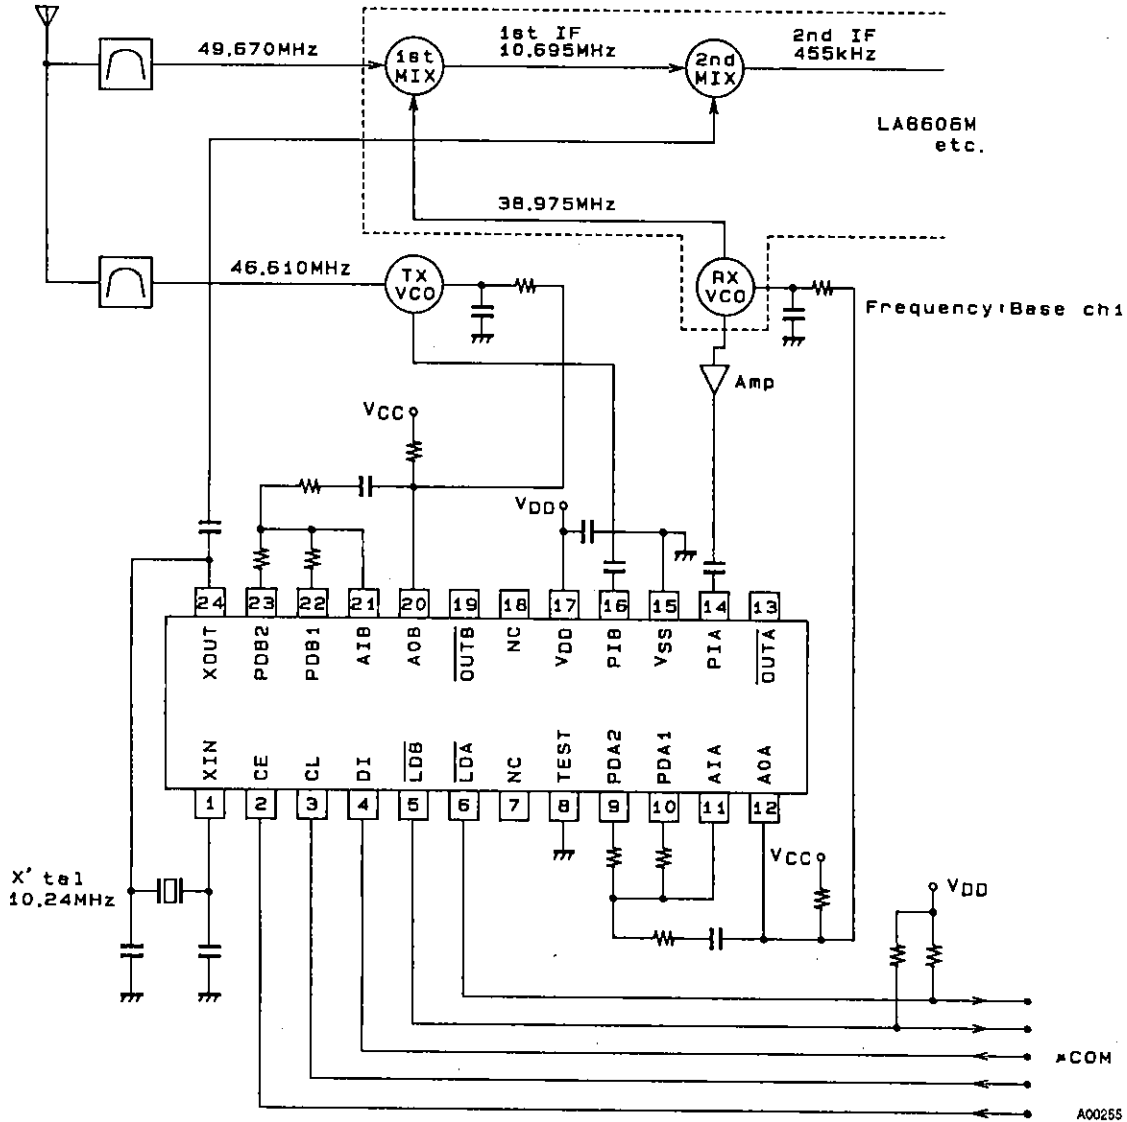 1st IF
2nd IF
49.670MHz
10.695MHz
455kHz
1st
MIX
2nd
MIX
LA6606M
etc.
38.975MHz
46.610MHz
TX
VCO
RX
VCO
Frequency:Base ch1
Amp
VCC
VDD
24 23 22 21 20 19 18 17 16 15 14 13
XOUT PDB2 PDB1 AIB AOB OUTB NC VDD PIB VSS PIA OUTA
XIN CE CL DI LDB LDA NC TEST PDA2 PDA1 AIA AOA
1 2 3 4 5 6 7 8 9 10 11 12
VCC
X'tal
10.24MHz
VDD
μCOM
A00255